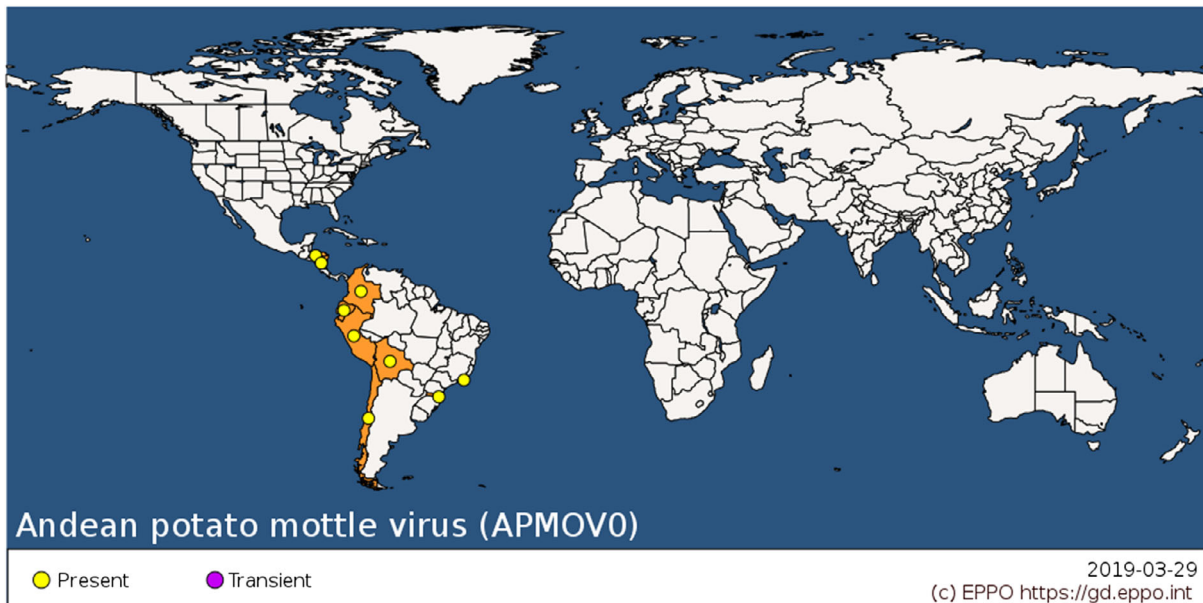 Andean potato mottle virus (APMOV0)
Present
Transient
2019-03-29
(c) EPPO https://gd.eppo.int